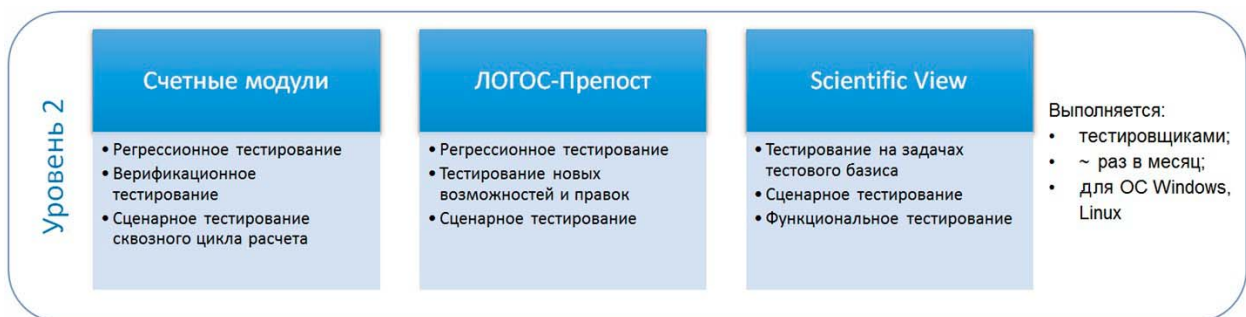 Уровень 2
Счетные модули
• Регрессионное тестирование
• Верификационное
тестирование
• Сценарное тестирование
сквозного цикла расчета
ЛОГОС-Препост
• Регрессионное тестирование
• Тестирование новых
возможностей и правок
• Сценарное тестирование
Scientific View
• Тестирование на задачах
тестового базиса
• Сценарное тестирование
• Функциональное тестирование
Выполняется:
• тестировщиками;
• ~ раз в месяц;
• для ОС Windows,
Linux